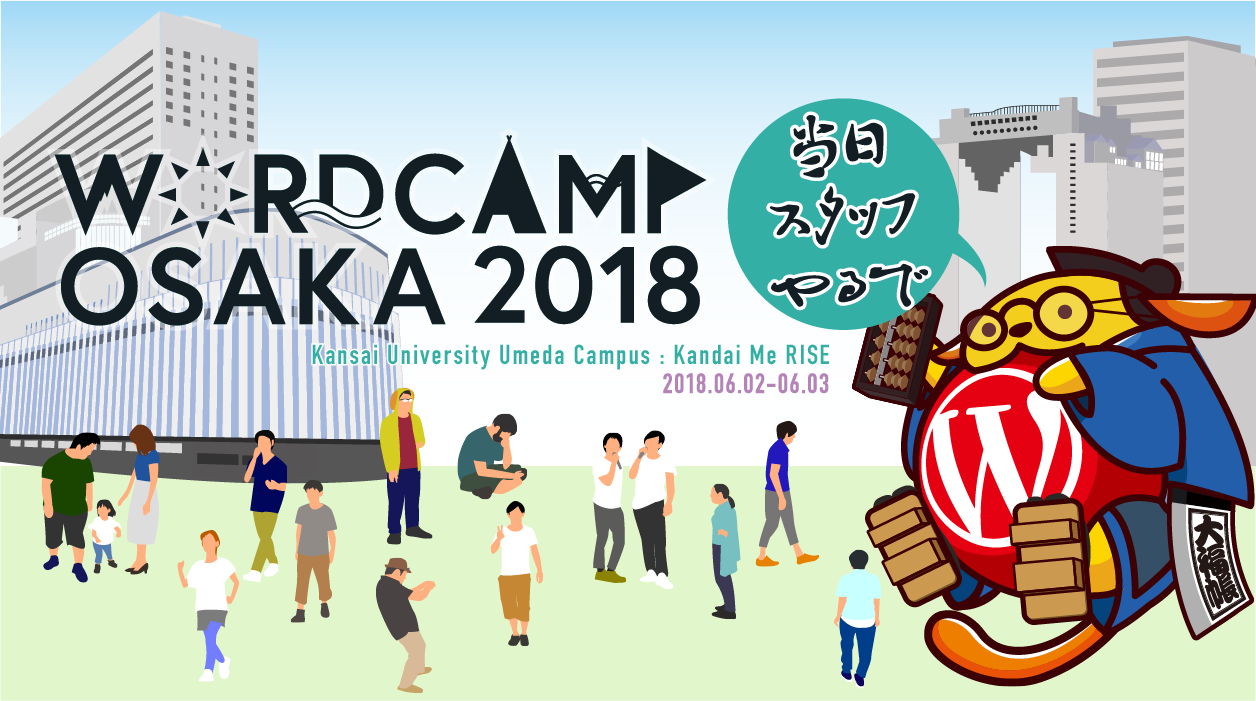 WORDCAMP
OSAKA 2018
当日
スタッフ
やるで
Kansai University Umeda Campus : Kandai Me RISE
2018.06.02-06.03
W
大福帳